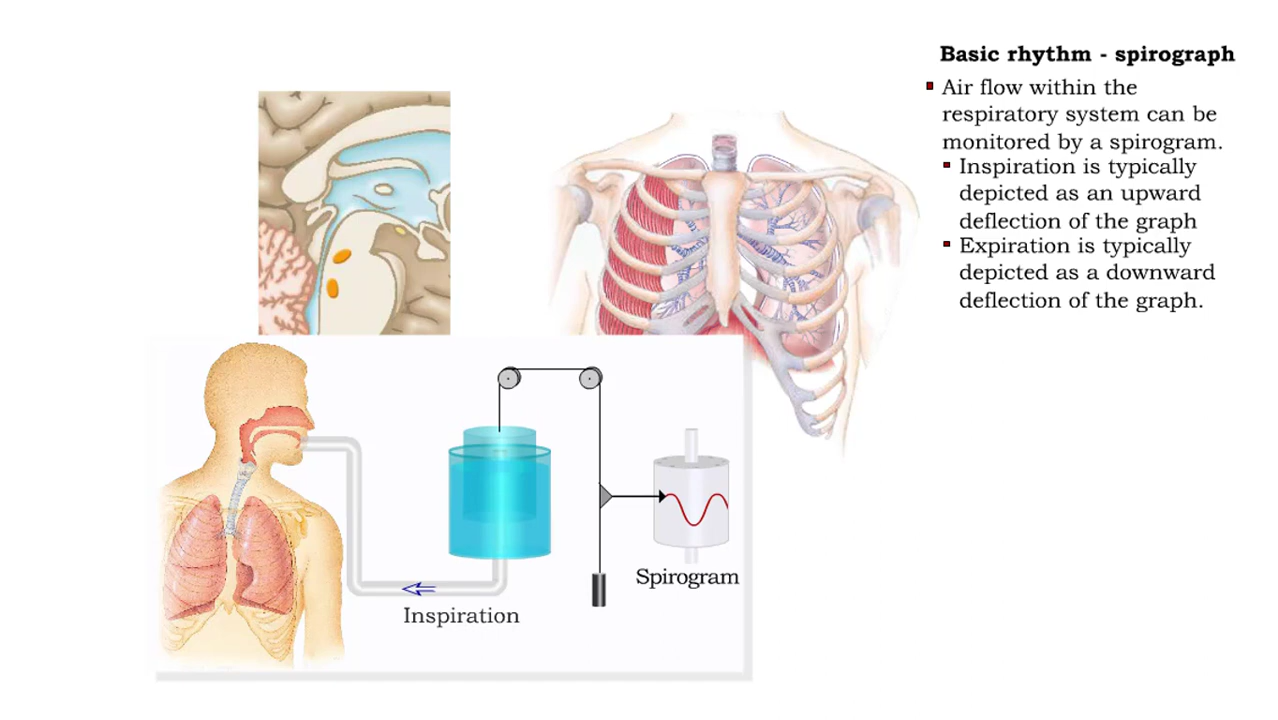 Basic rhythm - spirograph
Air flow within the
respiratory system can be
monitored by a spirogram.
Inspiration is typically
depicted as an upward
deflection of the graph
Expiration is typically
depicted as a downward
deflection of the graph.
Spirogram
Inspiration